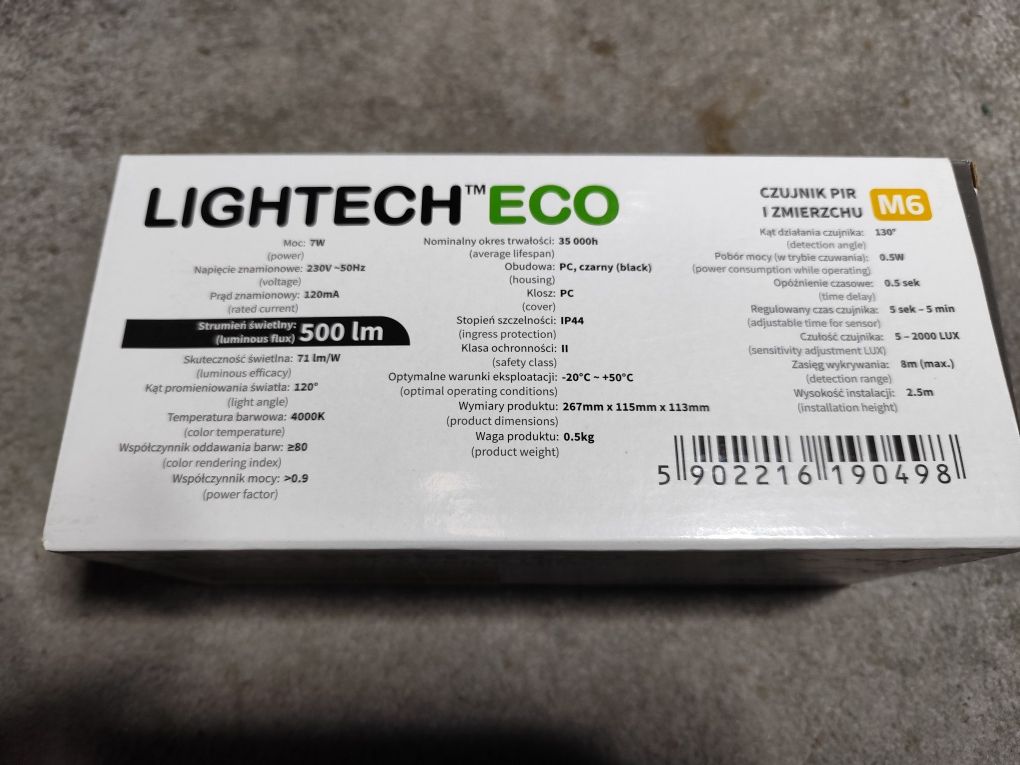 LIGHTECH™ECO
Moc: 7W
(power)
Napięcie znamionowe: 230V ~50Hz
(voltage)
Prąd znamionowy: 120mA
(rated current)
Strumień świetlny:
(luminous flux) 500 lm
Skuteczność świetlna: 71 lm/W
(luminous efficacy)
Kąt promieniowania światła: 120°
(light angle)
Temperatura barwowa: 4000K
(color temperature)
Współczynnik oddawania barw: ≥80
(color rendering index)
Współczynnik mocy: >0.9
(power factor)
Nominalny okres trwałości: 35 000h
(average lifespan)
Obudowa: PC, czarny (black)
(housing)
Klosz: PC
(cover)
Stopień szczelności: IP44
(ingress protection)
Klasa ochronności: II
(safety class)
Optymalne warunki eksploatacji: -20°C ~ +50°C
(optimal operating conditions)
Wymiary produktu: 267mm x 115mm x 113mm
(product dimensions)
Waga produktu: 0.5kg
(product weight)
CZUJNIK PIR
I ZMIERZCHU M6
Kąt działania czujnika: 130°
(detection angle)
Pobór mocy (w trybie czuwania): 0.5W
(power consumption while operating)
Opóźnienie czasowe: 0.5 sek
(time delay)
Regulowany czas czujnika: 5 sek – 5 min
(adjustable time for sensor)
Czułość czujnika: 5 – 2000 LUX
(sensitivity adjustment LUX)
Zasięg wykrywania: 8m (max.)
(detection range)
Wysokość instalacji: 2.5m
(installation height)
5 902216 190498